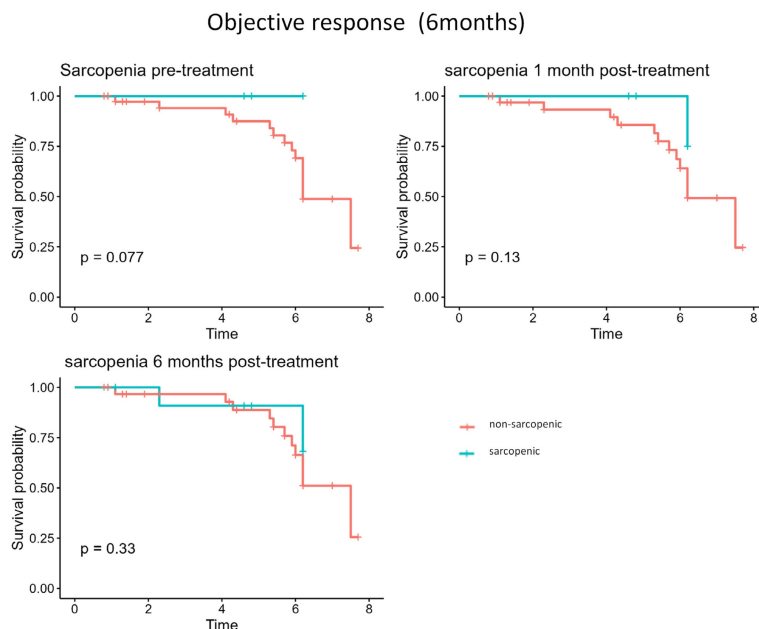 Objective response (6months)
Sarcopenia pre-treatment
Survival probability
1.00
0.75
0.50
0.25
0.00
p = 0.077
0 2 4 6 8
Time
sarcopenia 1 month post-treatment
Survival probability
1.00
0.75
0.50
0.25
0.00
p = 0.13
0 2 4 6 8
Time
sarcopenia 6 months post-treatment
Survival probability
1.00
0.75
0.50
0.25
0.00
p = 0.33
0 2 4 6 8
Time
non-sarcopenic
sarcopenic